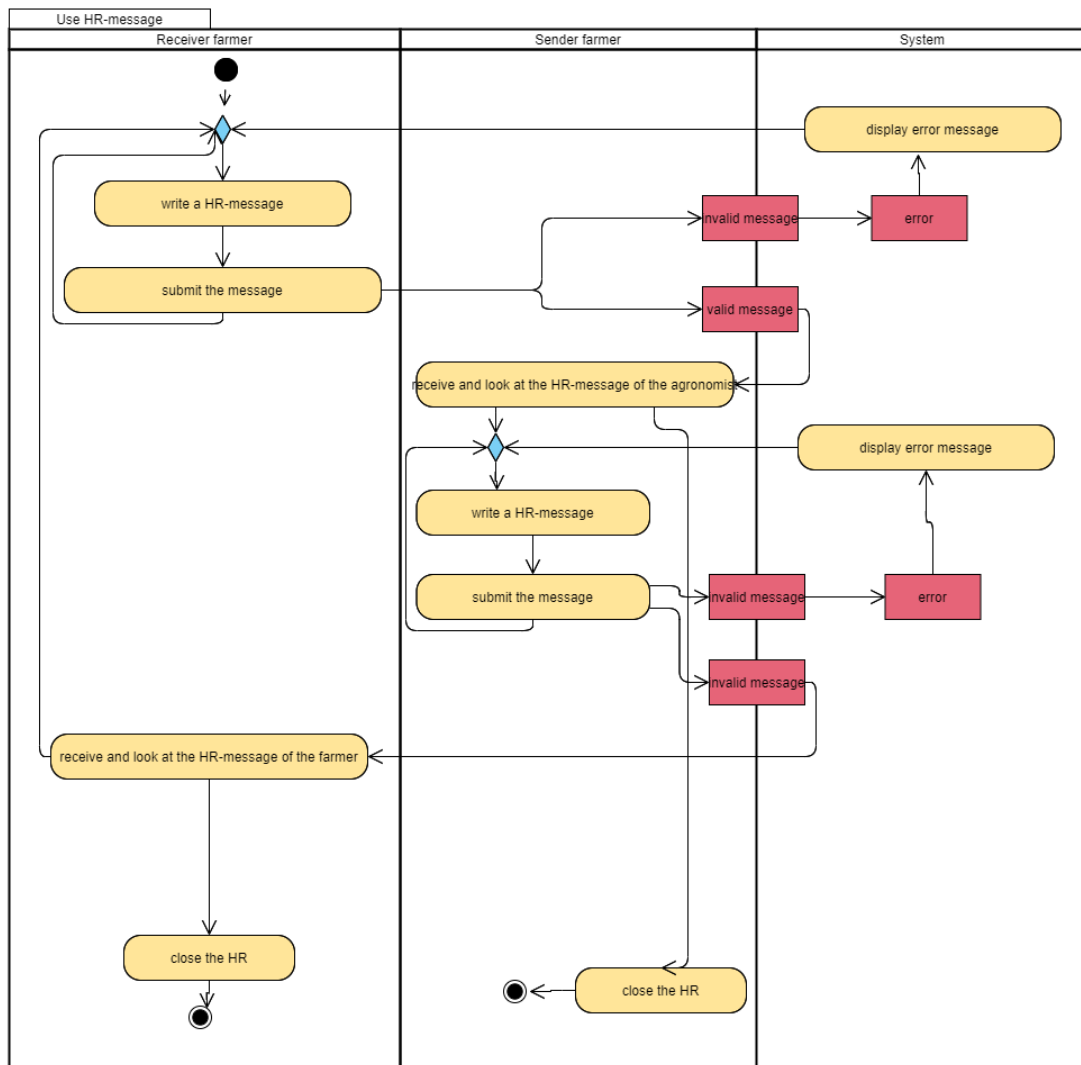 Use HR-message
Receiver farmer
Sender farmer
System
display error message
write a HR-message
invalid message
error
submit the message
valid message
receive and look at the HR-message of the agronomist
display error message
write a HR-message
submit the message
invalid message
error
invalid message
receive and look at the HR-message of the farmer
close the HR
close the HR